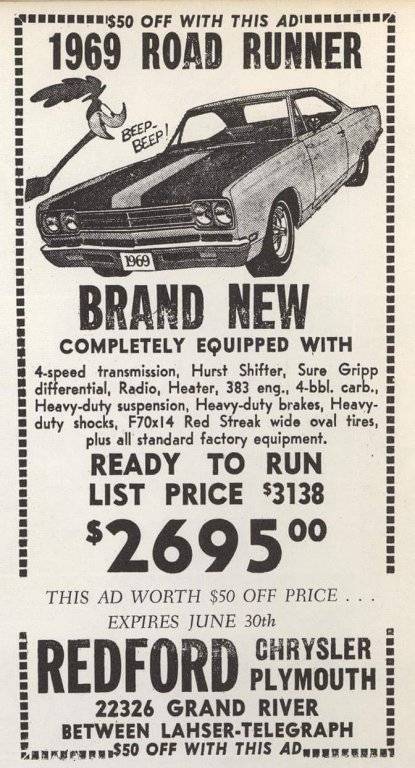 $50 OFF WITH THIS AD
1969 ROAD RUNNER
BEEP-
BEEP!
1969
BRAND NEW
COMPLETELY EQUIPPED WITH
4-speed transmission, Hurst Shifter, Sure Gripp
differential, Radio, Heater, 383 eng., 4-bbl. carb.,
Heavy-duty suspension, Heavy-duty brakes, Heavy-
duty shocks, F70x14 Red Streak wide oval tires,
plus all standard factory equipment.
READY TO RUN
LIST PRICE $3138
$2695 00
THIS AD WORTH $50 OFF PRICE . . .
EXPIRES JUNE 30th
REDFORD CHRYSLER
PLYMOUTH
22326 GRAND RIVER
BETWEEN LAHSER-TELEGRAPH
$50 OFF WITH THIS AD